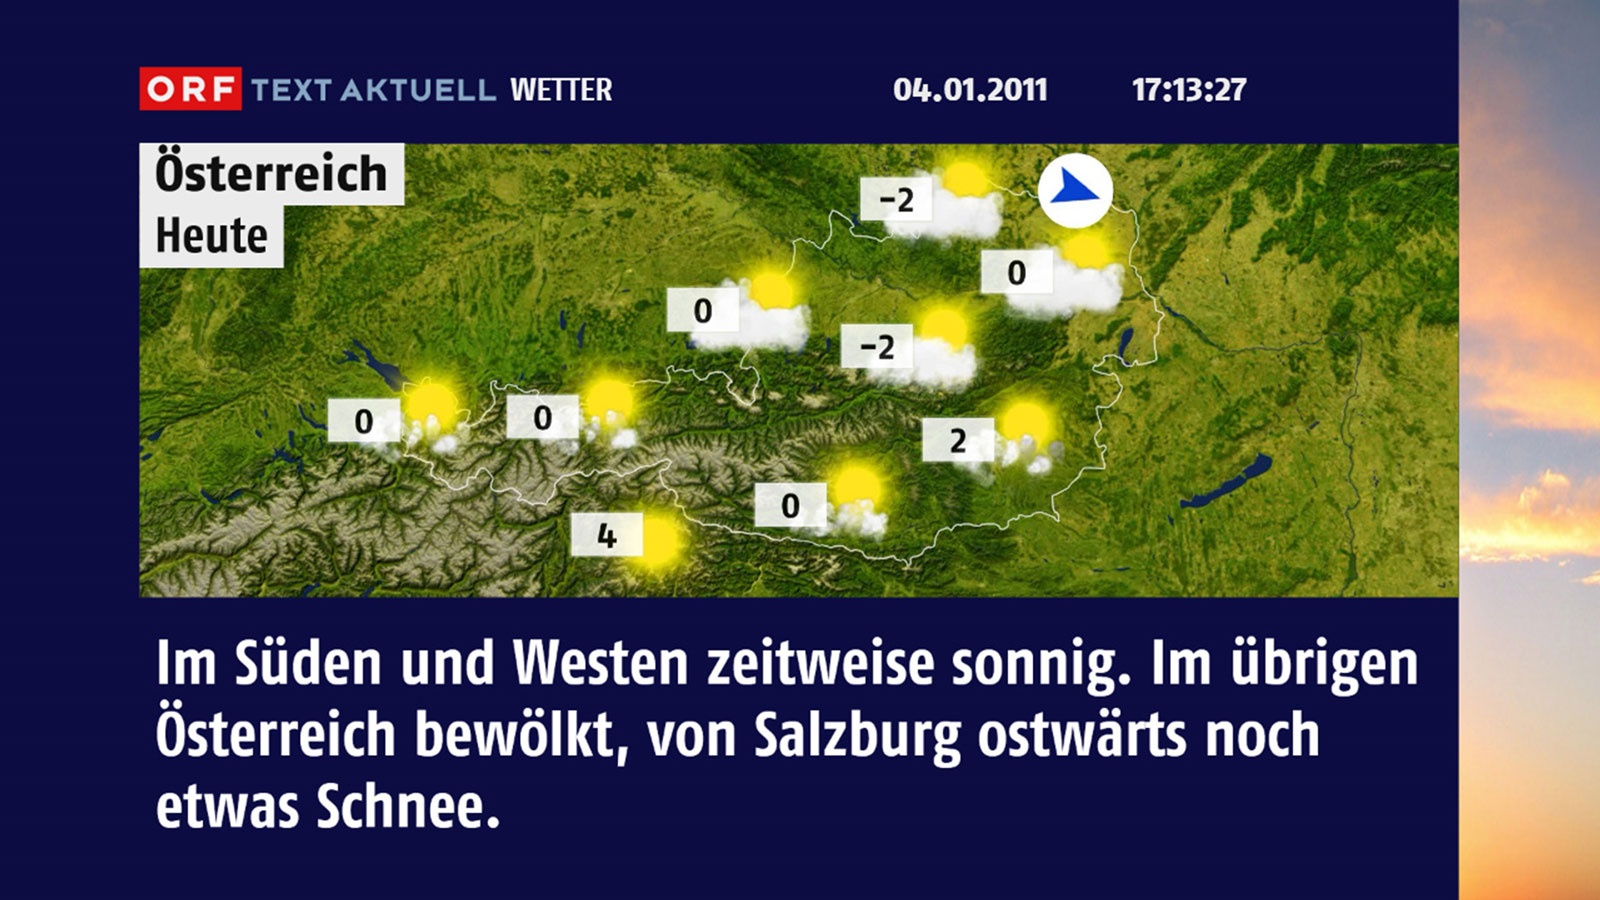 ORF TEXT AKTUELL WETTER 04.01.2011 17:13:27
Österreich
Heute
-2
0
0
-2
0
0
2
0
4
Im Süden und Westen zeitweise sonnig. Im übrigen
Österreich bewölkt, von Salzburg ostwärts noch
etwas Schnee.